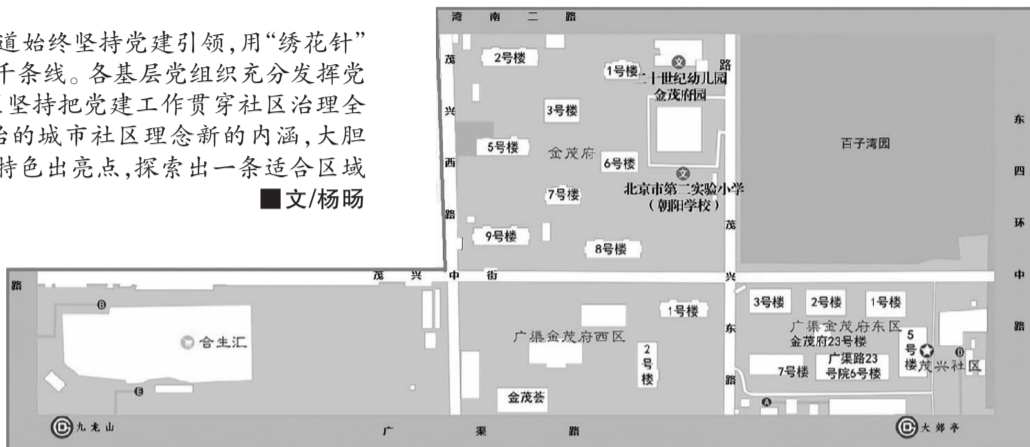 道始终坚持党建引领,用“绣花针”
千条线。各基层党组织充分发挥党
坚持把党建工作贯穿社区治理全
治的城市社区理念新的内涵,大胆
特色出亮点,探索出一条适合区域
■文/杨旸
湾南二路
茂兴西路
2号楼
1号楼
二十世纪幼儿园
金茂府园
路
3号楼
5号楼
金茂府
6号楼
百子湾园
东四环中路
北京市第二实验小学
（朝阳学校）
7号楼
9号楼
8号楼
茂兴东路
茂兴中街
路
B
合生汇
E
九龙山
广渠金茂府西区
1号楼
2号楼
金茂荟
3号楼
2号楼
1号楼
广渠金茂府东区
金茂府23号楼
5号楼
7号楼
广渠路23
号院6号楼
茂兴社区
B
A
大郊亭
广渠路